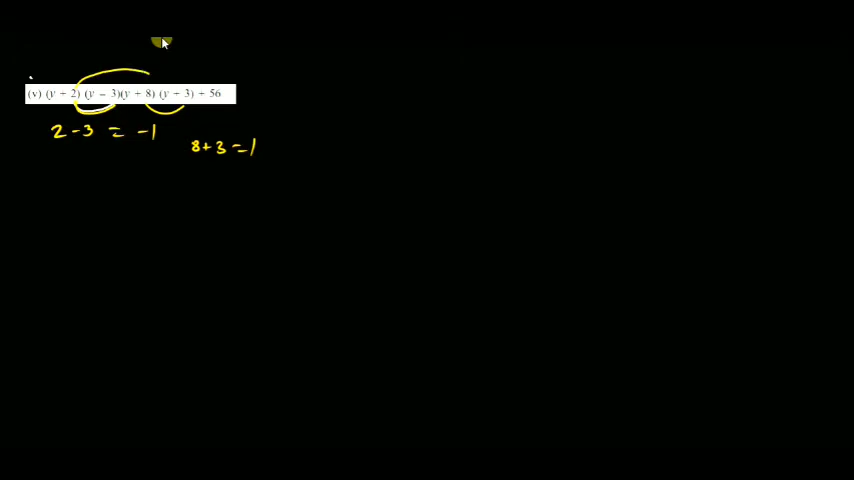 (v) (y + 2) (y – 3)(y + 8) (y + 3) + 56
2 - 3 = -1
8 + 3 = 1